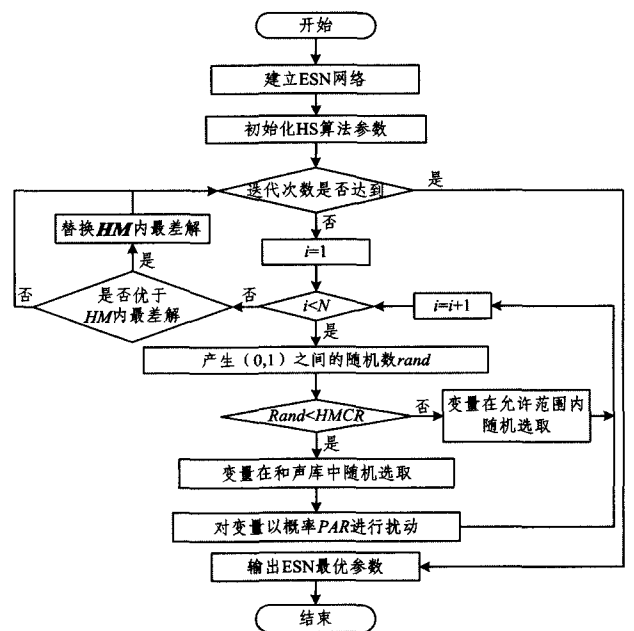 开始
建立ESN网络
初始化HS算法参数
迭代次数是否达到
是
否
替换HM内最差解
i=1
是
否
是否优于
HM内最差解
否
i<N
i=i+1
是
产生（0,1）之间的随机数rand
Rand<HMCR
否
变量在允许范围内
随机选取
是
变量在和声库中随机选取
对变量以概率PAR进行扰动
输出ESN最优参数
结束